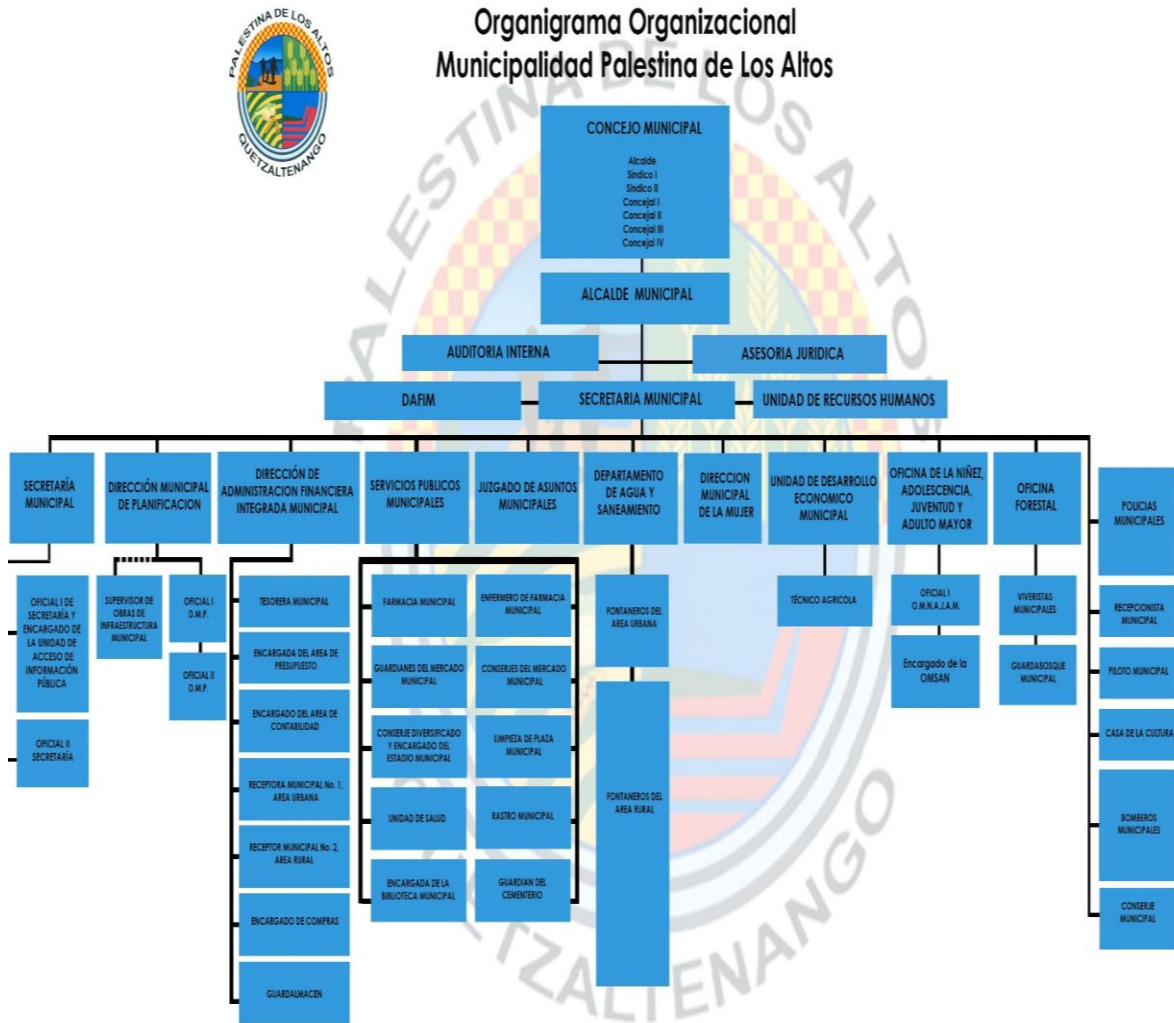 PALESTINA DE LOS ALTOS
QUETZALTENANGO
Organigrama Organizacional
Municipalidad Palestina de Los Altos
CONCEJO MUNICIPAL
Alcalde
Sindico I
Sindico II
Concejal I
Concejal II
Concejal III
Concejal IV
ALCALDE MUNICIPAL
AUDITORIA INTERNA
ASESORIA JURIDICA
DAFIM
SECRETARIA MUNICIPAL
UNIDAD DE RECURSOS HUMANOS
SECRETARÍA
MUNICIPAL
DIRECCIÓN MUNICIPAL
DE PLANIFICACION
DIRECCIÓN DE
ADMINISTRACION FINANCIERA
INTEGRADA MUNICIPAL
SERVICIOS PUBLICOS
MUNICIPALES
JUZGADO DE ASUNTOS
MUNICIPALES
DEPARTAMENTO
DE AGUA Y
SANEAMIENTO
DIRECCION
MUNICIPAL
DE LA MUJER
UNIDAD DE DESARROLLO
ECONOMICO
MUNICIPAL
OFICINA DE LA NIÑEZ,
ADOLESCENCIA,
JUVENTUD Y
ADULTO MAYOR
OFICINA
FORESTAL
POLICIAS
MUNICIPALES
OFICIAL I DE
SECRETARÍA Y
ENCARGADO DE
LA UNIDAD DE
ACCESO DE
INFORMACIÓN
PÚBLICA
OFICIAL II
SECRETARÍA
SUPERVISOR DE
OBRAS DE
INFRAESTRUCTURA
MUNICIPAL
OFICIAL I
D.M.P.
OFICIAL II
D.M.P.
TESORERA MUNICIPAL
ENCARGADA DEL AREA DE
PRESUPUESTO
ENCARGADO DEL AREA DE
CONTABILIDAD
RECEPTORA MUNICIPAL No. 1,
AREA URBANA
RECEPTOR MUNICIPAL No. 2,
AREA RURAL
ENCARGADO DE COMPRAS
GUARDALMACEN
FARMACIA MUNICIPAL
ENFERMERO DE FARMACIA
MUNICIPAL
GUARDIANES DEL MERCADO
MUNICIPAL
CONSERJES DEL MERCADO
MUNICIPAL
CONSERJE DIVERSIFICADO
Y ENCARGADO DEL
ESTADIO MUNICIPAL
LIMPIEZA DE PLAZA
MUNICIPAL
UNIDAD DE SALUD
RASTRO MUNICIPAL
ENCARGADA DE LA
BIBLIOTECA MUNICIPAL
GUARDIAN DEL
CEMENTERIO
FONTANEROS DEL
AREA URBANA
FONTANEROS DEL
AREA RURAL
TÉCNICO AGRICOLA
OFICIAL I
O.M.N.A.J.A.M.
Encargado de la
OMSAN
VIVERISTAS
MUNICIPALES
GUARDABOSQUE
MUNICIPAL
RECEPCIONISTA
MUNICIPAL
PILOTO MUNICIPAL
CASA DE LA CULTURA
BOMBEROS
MUNICIPALES
CONSERJE
MUNICIPAL
PALESTINA DE LOS ALTOS
QUETZALTENANGO